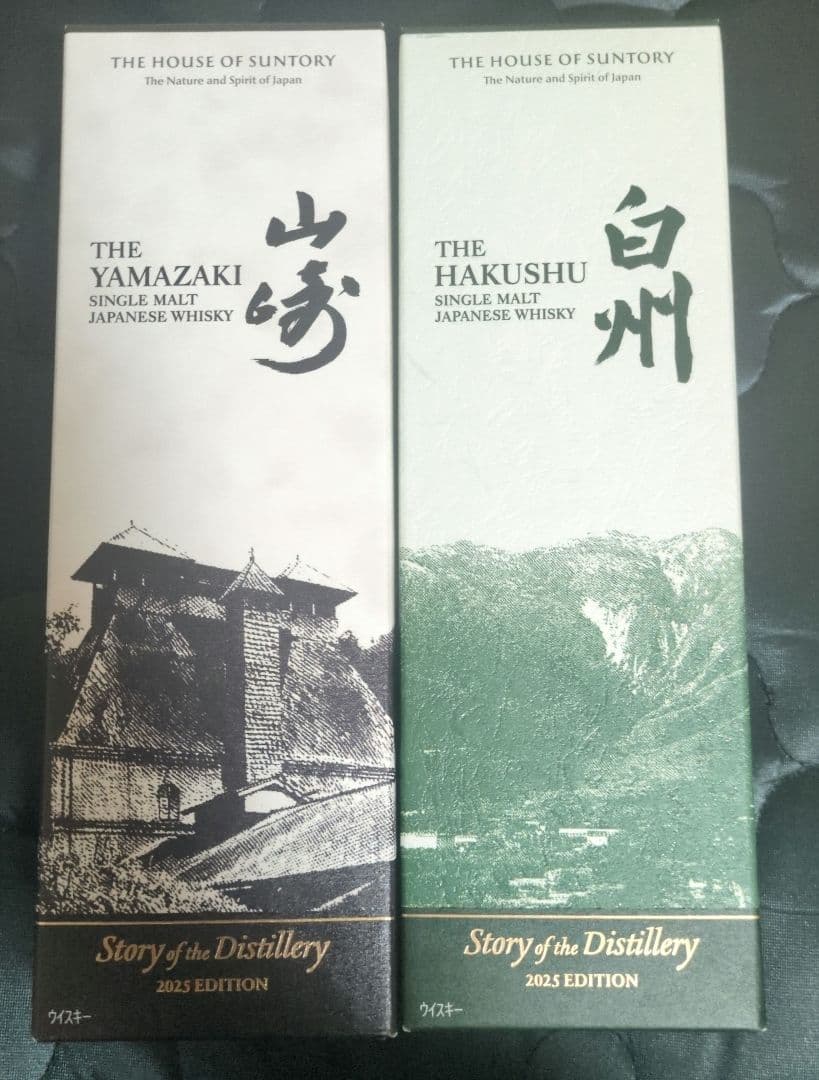 THE HOUSE OF SUNTORY
The Nature and Spirit of Japan
山崎
THE
YAMAZAKI
SINGLE MALT
JAPANESE WHISKY
Story of the Distillery
2025 EDITION
ウイスキー
THE HOUSE OF SUNTORY
The Nature and Spirit of Japan
白州
THE
HAKUSHU
SINGLE MALT
JAPANESE WHISKY
Story of the Distillery
2025 EDITION
ウイスキー